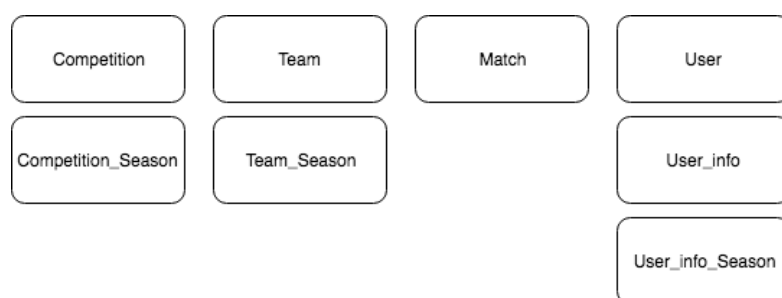 Competition
Team
Match
User
Competition_Season
Team_Season
User_info
User_info_Season